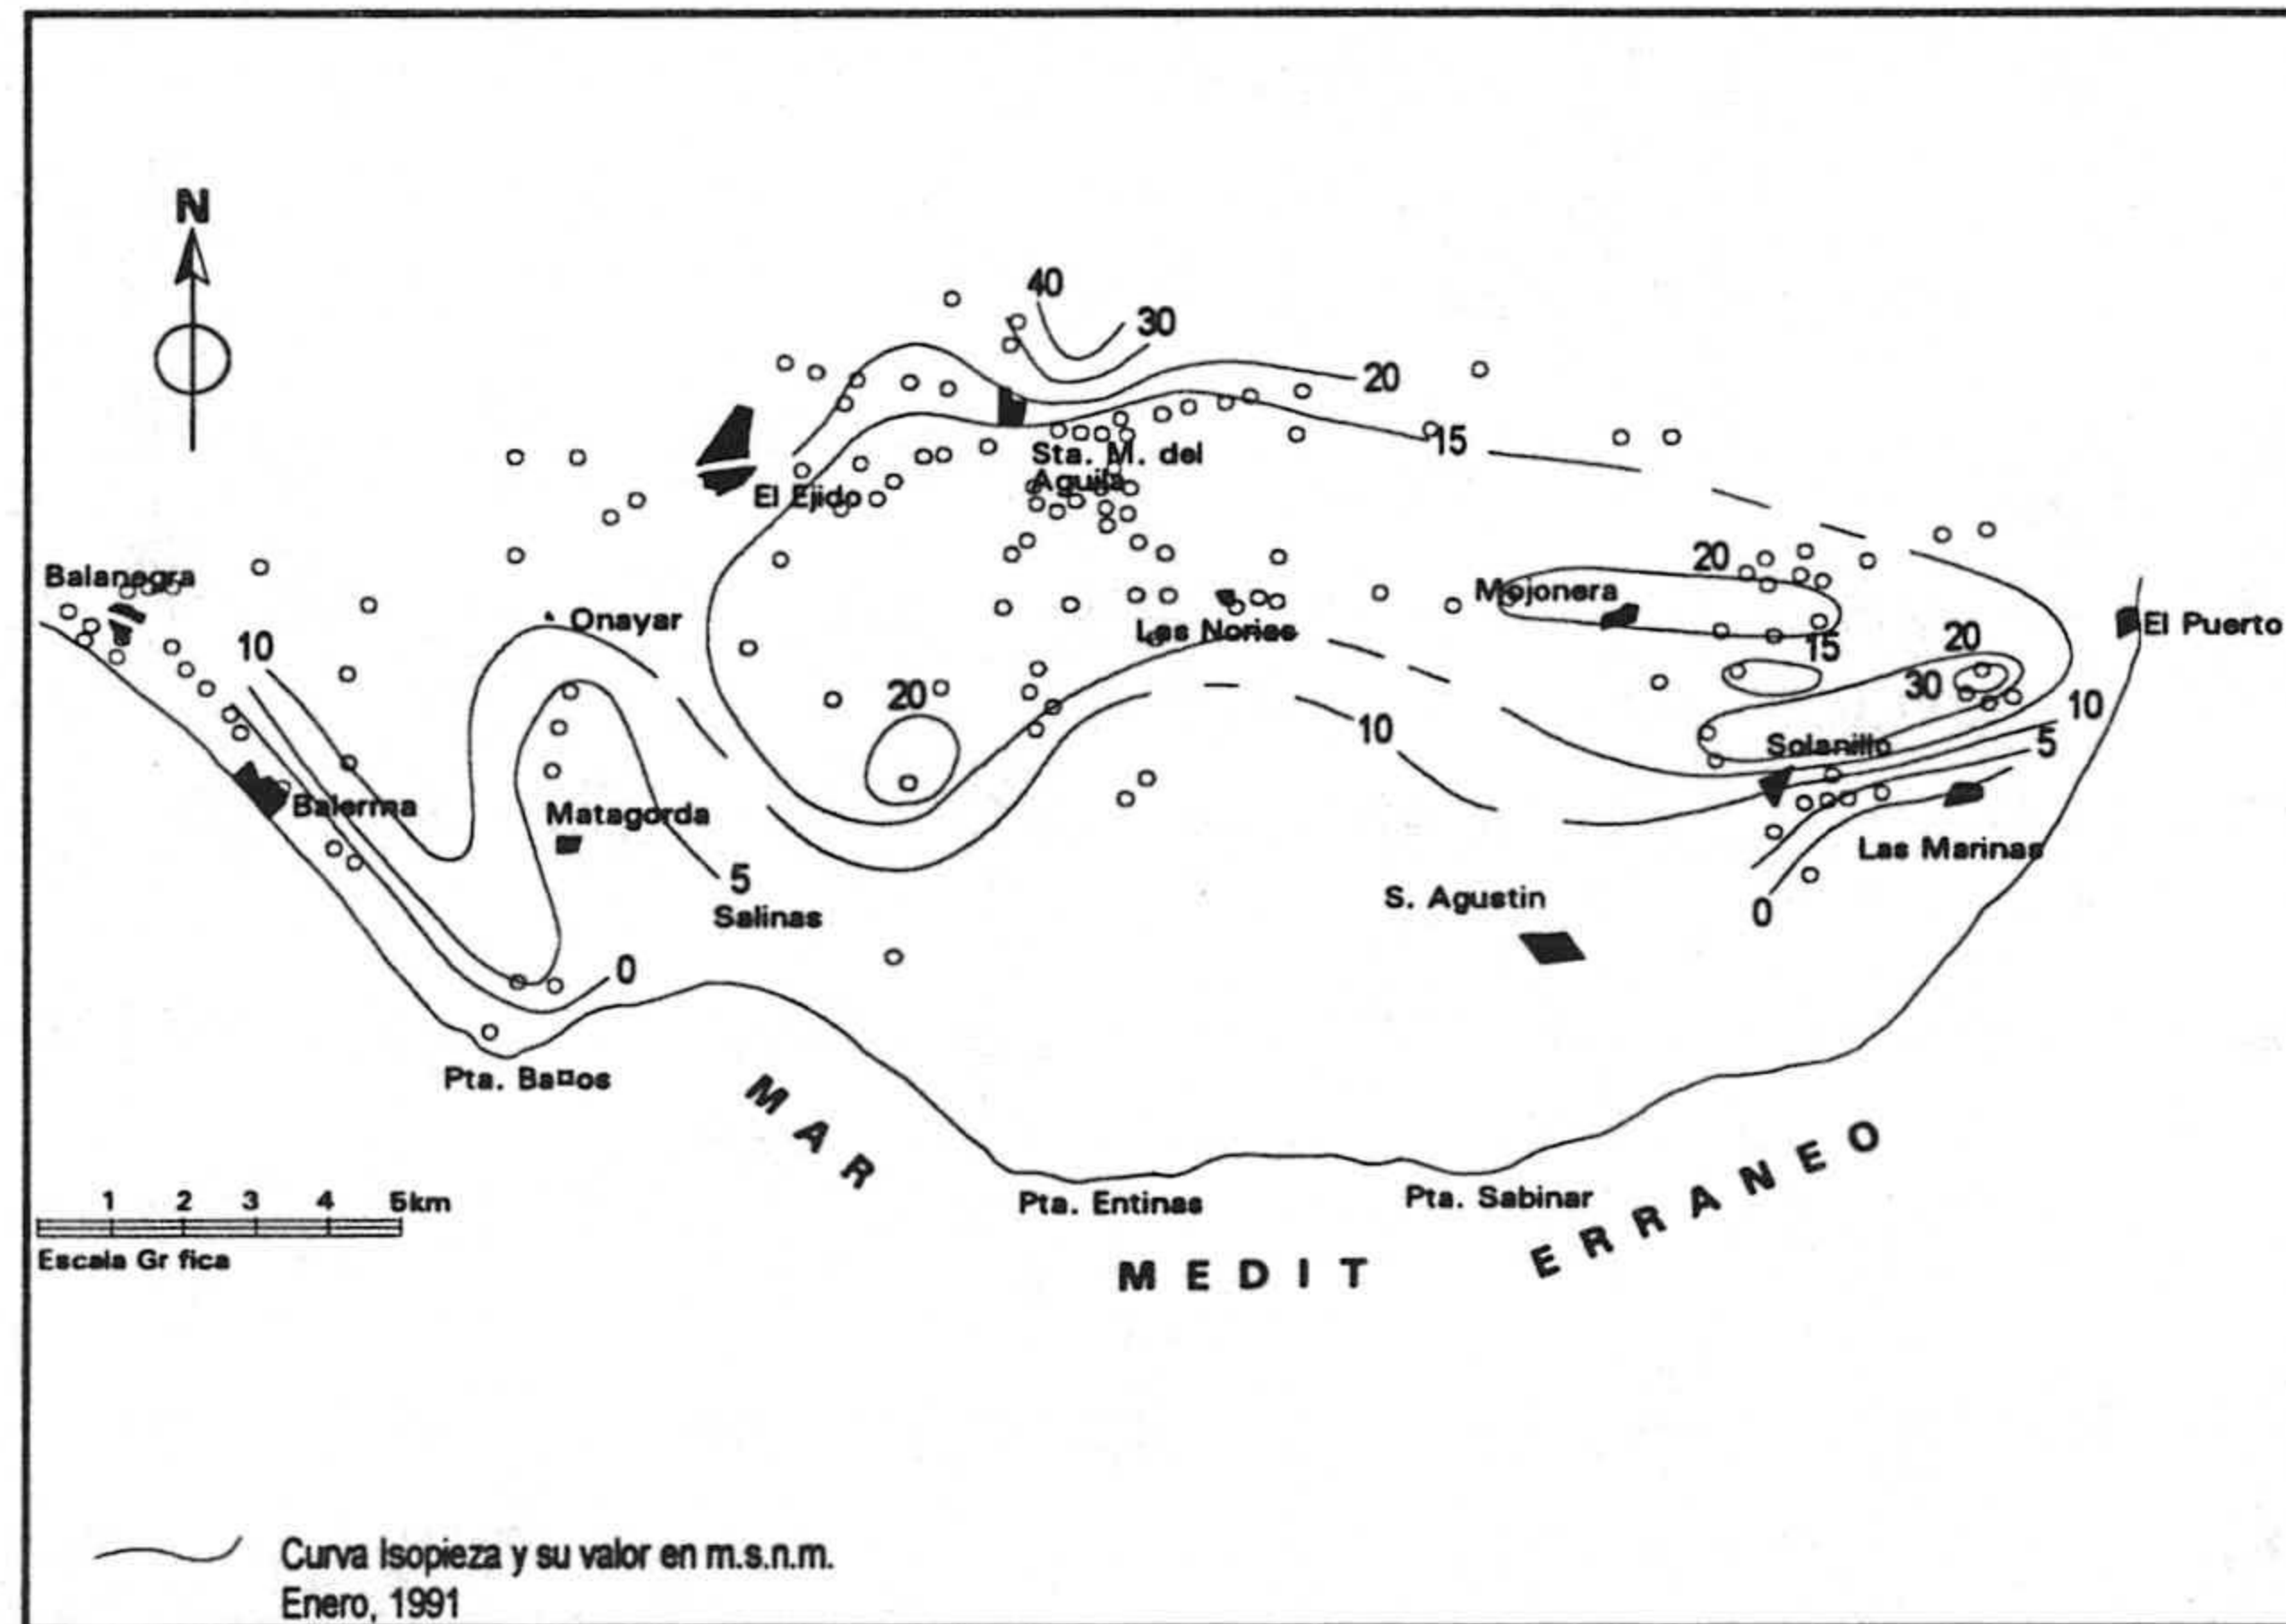 N
40
30
20
15
Sta. M. del
Aguila
El Ejido
Balanegra
20
Mojonera
Onayar
El Puerto
Las Norias
10
15
20
20
30
10
10
Solanillo
5
Balerma
Matagorda
Las Marinas
5
S. Agustin
Salinas
0
0
Pta. Ba¤os
MAR
MEDIT ERRANEO
1 2 3 4 5km
Pta. Entinas
Pta. Sabinar
Escala Gr fica
Curva Isopieza y su valor en m.s.n.m.
Enero, 1991